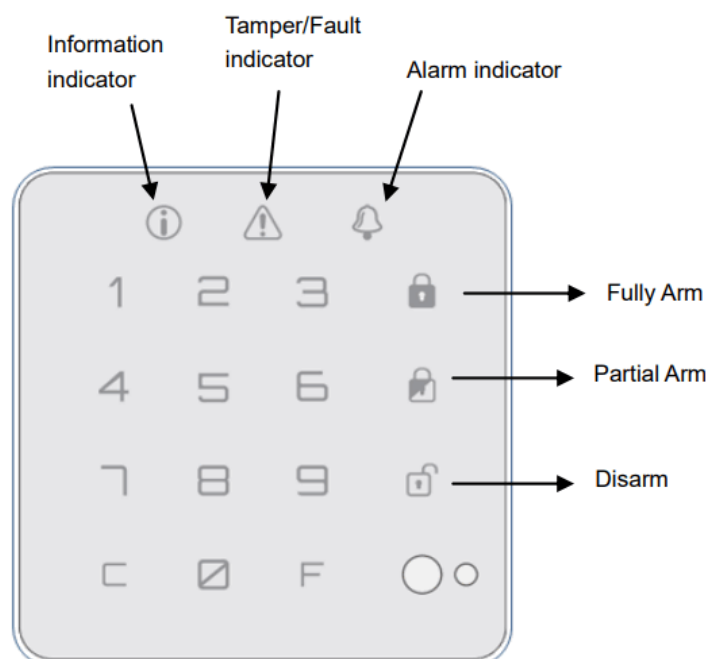 Information
indicator
Tamper/Fault
indicator
Alarm indicator
1 2 3
Fully Arm
4 5 6
Partial Arm
7 8 9
Disarm
C 0 F